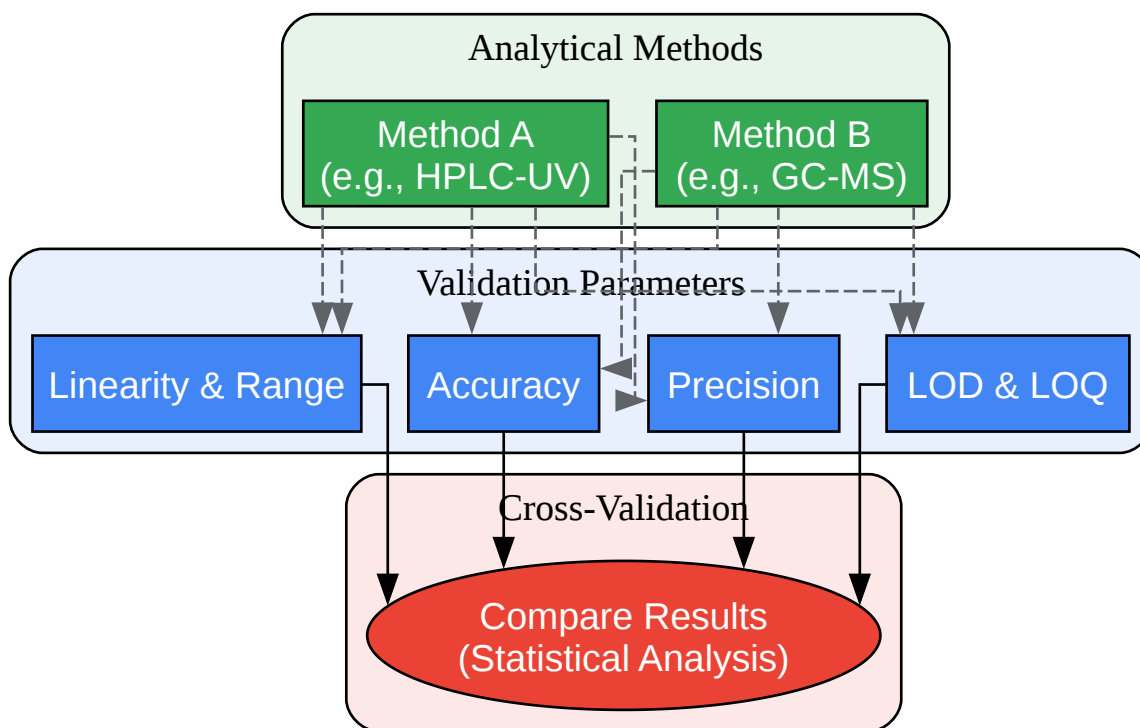 Analytical Methods
Method A
(e.g., HPLC-UV)
Method B
(e.g., GC-MS)
Validation Parameters
Linearity & Range
Accuracy
Precision
LOD & LOQ
Cross-Validation
Compare Results
(Statistical Analysis)